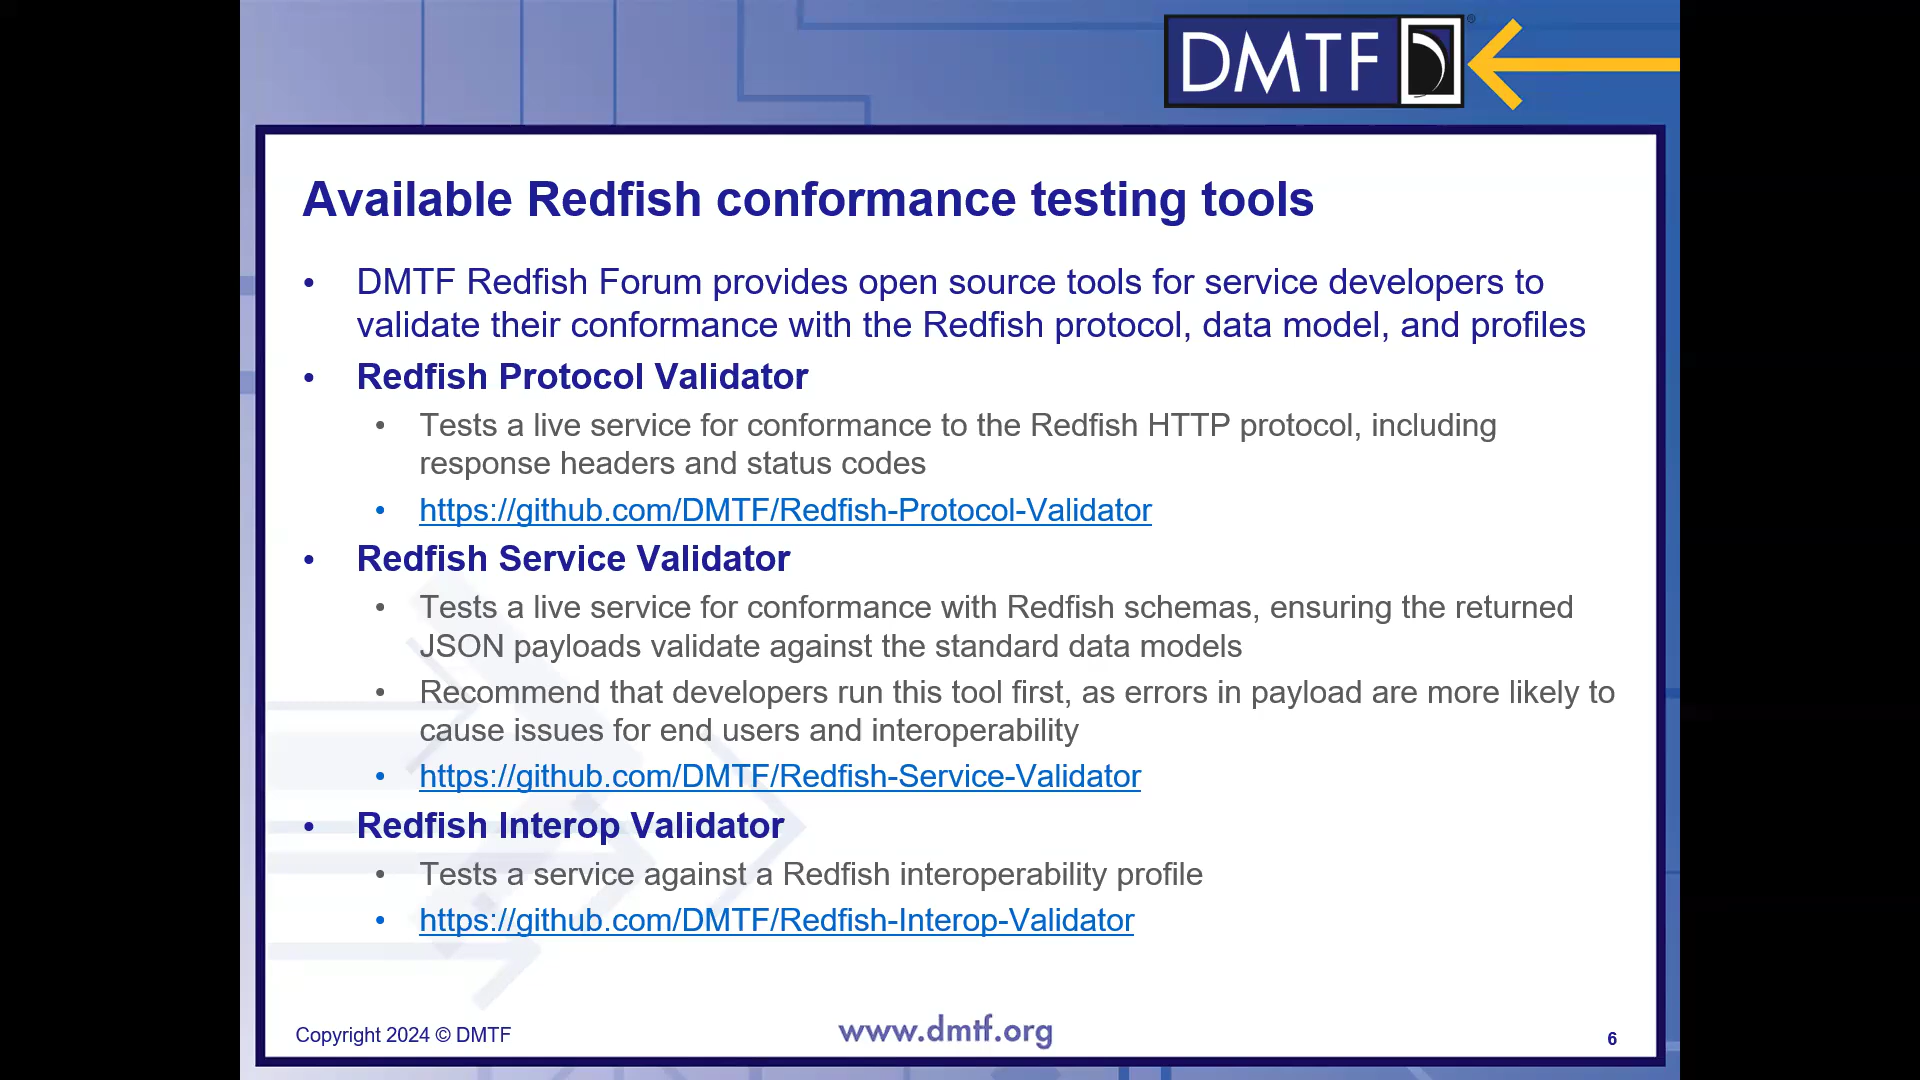 DMTF
®
Available Redfish conformance testing tools
• DMTF Redfish Forum provides open source tools for service developers to
validate their conformance with the Redfish protocol, data model, and profiles
• Redfish Protocol Validator
• Tests a live service for conformance to the Redfish HTTP protocol, including
response headers and status codes
• https://github.com/DMTF/Redfish-Protocol-Validator
• Redfish Service Validator
• Tests a live service for conformance with Redfish schemas, ensuring the returned
JSON payloads validate against the standard data models
• Recommend that developers run this tool first, as errors in payload are more likely to
cause issues for end users and interoperability
• https://github.com/DMTF/Redfish-Service-Validator
• Redfish Interop Validator
• Tests a service against a Redfish interoperability profile
• https://github.com/DMTF/Redfish-Interop-Validator
Copyright 2024 © DMTF
www.dmtf.org
6